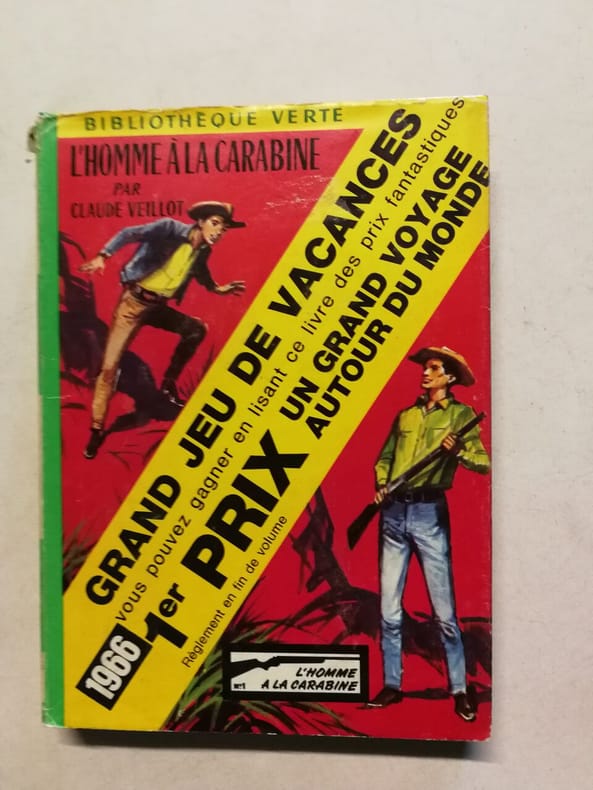 BIBLIOTHEQUE VERTE
L'HOMME À LA CARABINE
PAR
CLAUDE VEILLOT
GRAND JEU DE VACANCES
vous pouvez gagner en lisant ce livre des prix fantastiques
1966
1er PRIX
UN GRAND VOYAGE
AUTOUR DU MONDE
Règlement en fin de volume
N°1
L'HOMME
A LA CARABINE